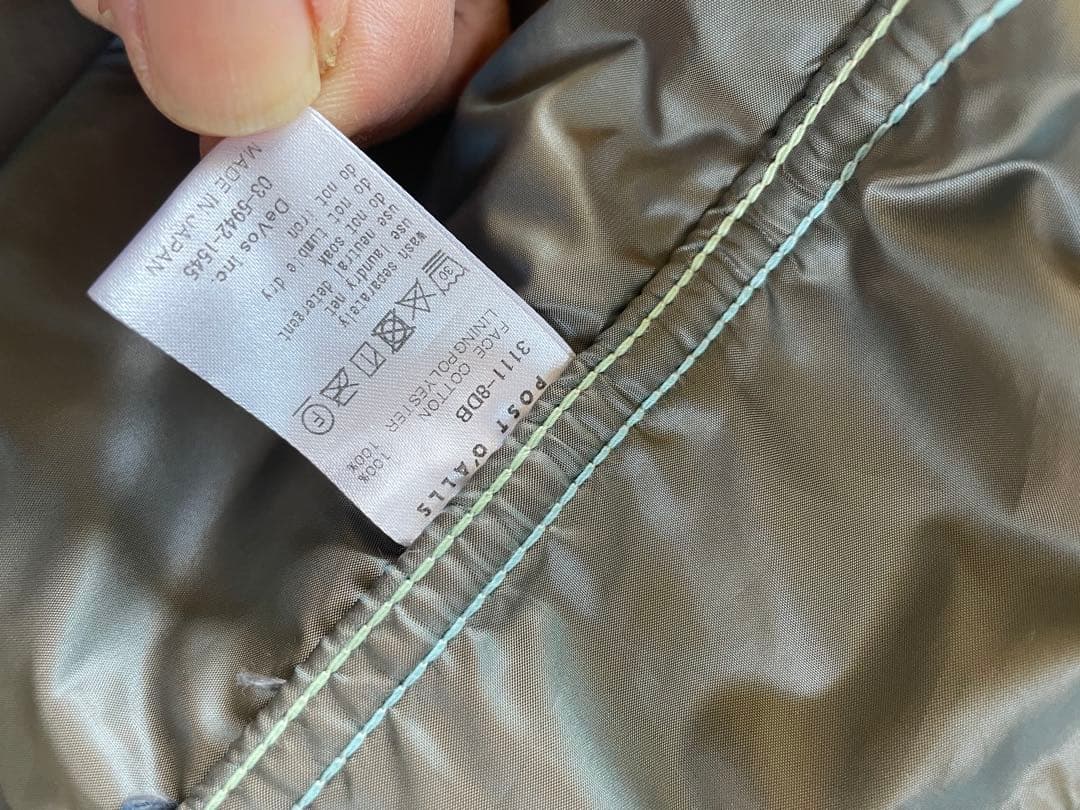 POST O'ALLS
3111-8DB
FACE COTTON 100%
LINING POLYESTER 100%
30
F
wash separately
use laundry net
use neutral detergent
do not soak
do not tumble dry
do not iron
DeVos inc.
03-5942-1545
MADE IN JAPAN